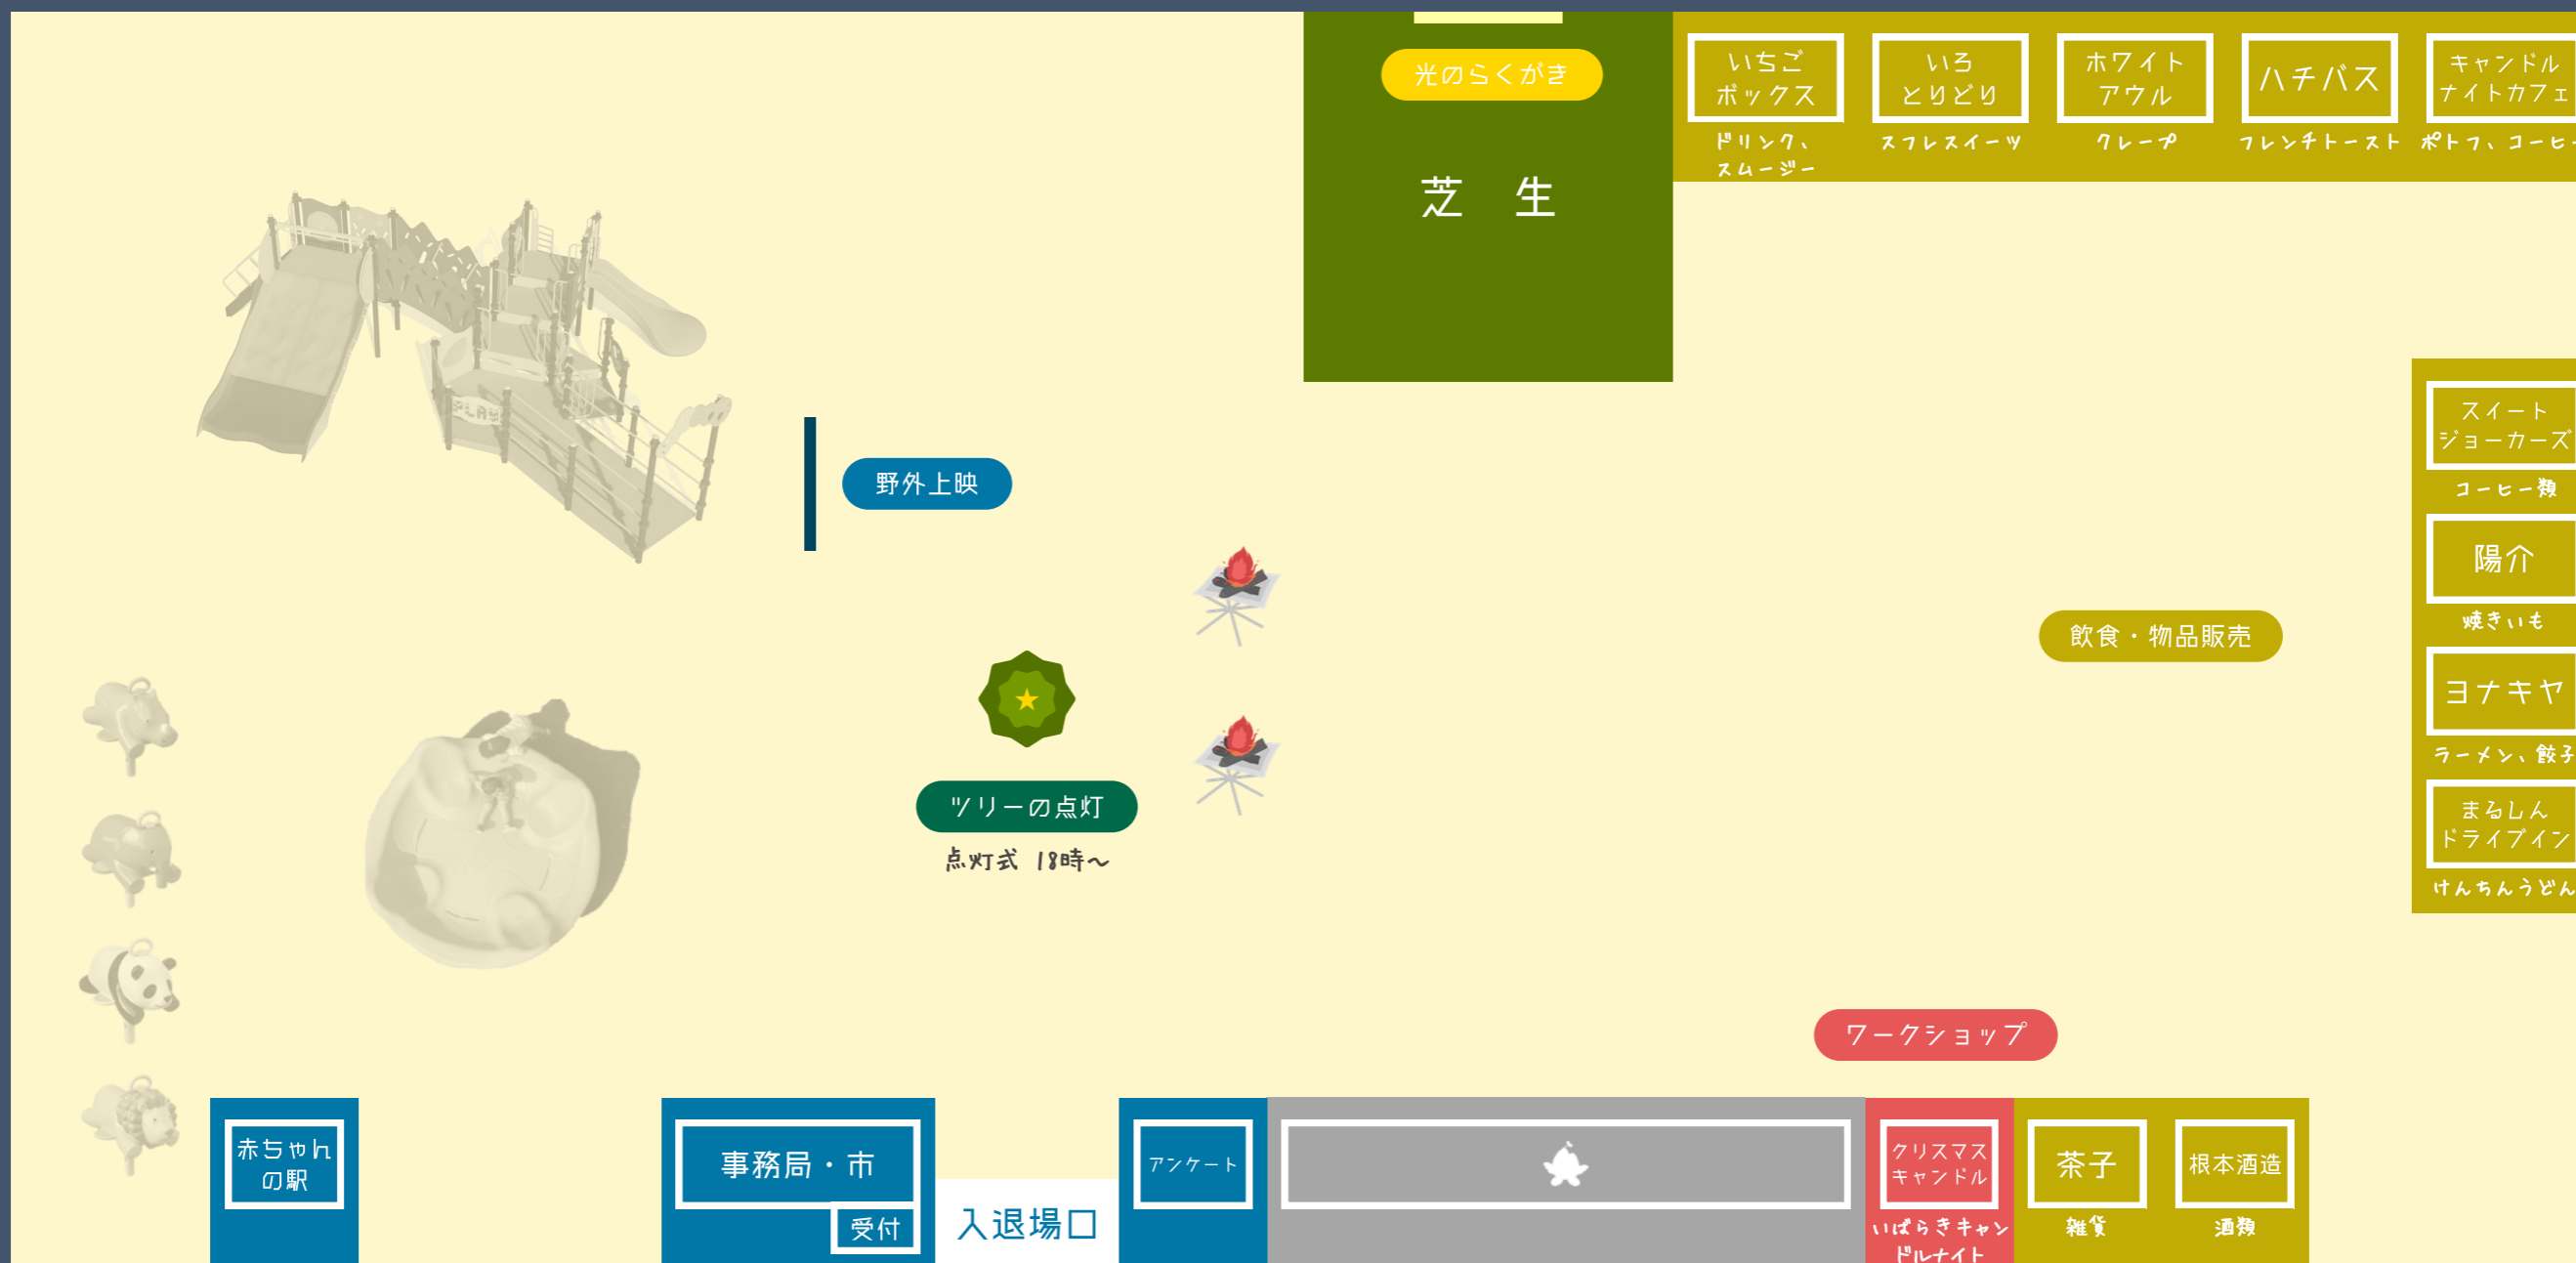 光のらくがき
芝 生
いちご
ボックス
ドリンク、
スムージー
いろ
とりどり
スフレスイーツ
ホワイト
アウル
クレープ
ハチバス
フレンチトースト
キャンドル
ナイトカフェ
ポトフ、コーヒー
PLAY
野外上映
スイート
ジョーカーズ
コーヒー類
陽介
焼きいも
ヨナキヤ
ラーメン、餃子
まるしん
ドライブイン
けんちんうどん
飲食・物品販売
ツリーの点灯
点灯式 18時〜
ワークショップ
赤ちゃん
の駅
事務局・市
受付
入退場口
アンケート
クリスマス
キャンドル
いばらきキャン
ドルナイト
茶子
雑貨
根本酒造
酒類